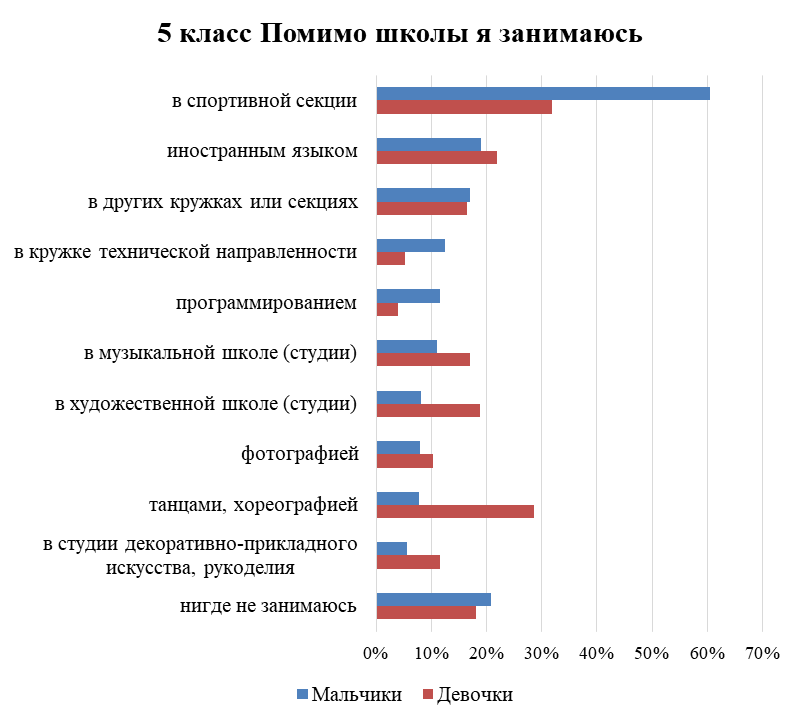 5 класс Помимо школы я занимаюсь
в спортивной секции
иностранным языком
в других кружках или секциях
в кружке технической направленности
программированием
в музыкальной школе (студии)
в художественной школе (студии)
фотографией
танцами, хореографией
в студии декоративно-прикладного
искусства, рукоделия
нигде не занимаюсь
0% 10% 20% 30% 40% 50% 60% 70%
Мальчики Девочки